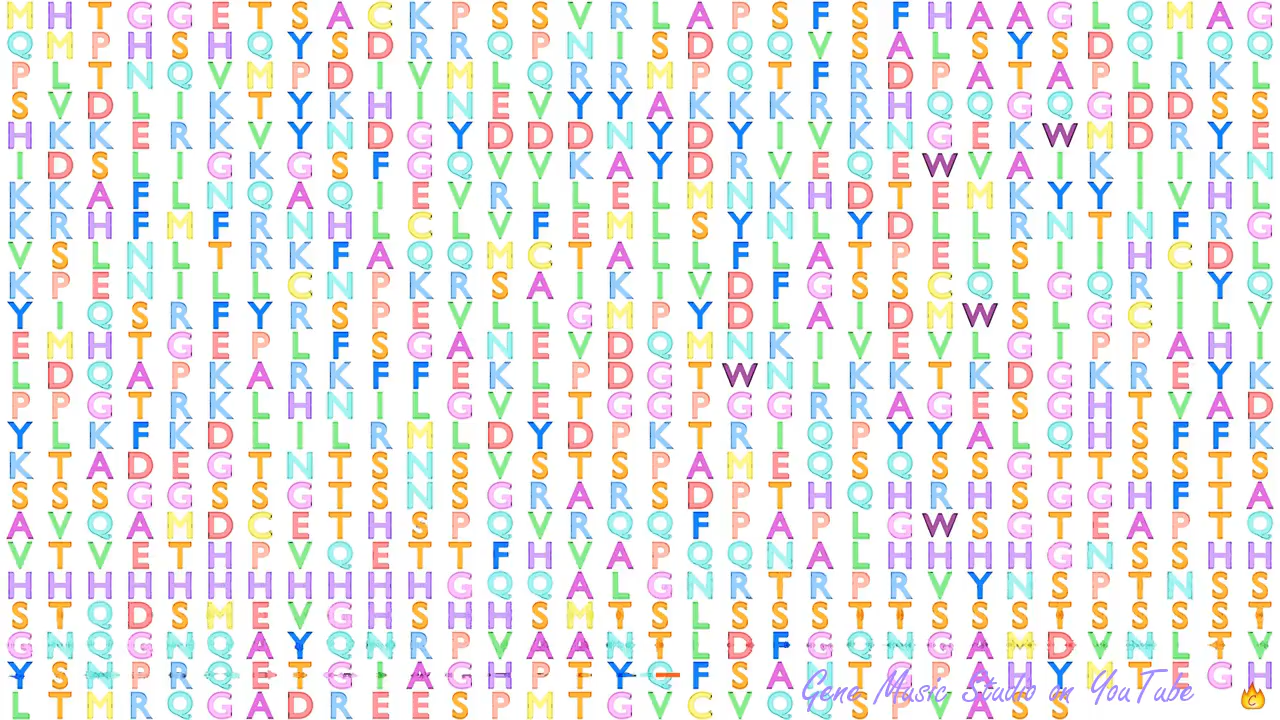 M H T G G E T S A C K P S S V R L A P S F S F H A A G L Q M A G
Q M P H S H Q Y S D R R Q P N I S D Q Q V S A L S Y S D Q I Q Q
P L T N Q V M P D I V M L Q R R M P Q T F R D P A T A P L R K L
S V D L I K T Y K H I N E V Y Y A K K K R R H Q Q G Q G D D S S
H K K E R K V Y N D G Y D D D N Y D Y I V K N G E K W M D R Y E
I D S L I G K G S F G Q V V K A Y D R V E Q E W V A I K I I K N
K K A F L N Q A Q I E V R L L E L M N K H D T E M K Y Y I V H L
K R H F M F R N H L C L V F E M L S Y N L Y D L L R N T N F R G
V S L N L T R K F A Q Q M C T A L L F L A T P E L S I I H C D L
K P E N I L L C N P K R S A I K I V D F G S S C Q L G Q R I Y Q
Y I Q S R F Y R S P E V L L G M P Y D L A I D M W S L G C I L V
E M H T G E P L F S G A N E V D Q M N K I V E V L G I P P A H I
L D Q A P K A R K F F E K L P D G T W N L K K T K D G K R E Y K
P P G T R K L H N I L G V E T G G P G G R R A G E S G H T V A D
Y L K F K D L I L R M L D Y D P K T R I Q P Y Y A L Q H S F F K
K T A D E G T N T S N S V S T S P A M E Q S Q S S G T T S S T S
S S S G G S S G T S N S G R A R S D P T H Q H R H S G G H F T A
A V Q A M D C E T H S P Q V R Q Q F P A P L G W S G T E A P T Q
V T V E T H P V Q E T T F H V A P Q Q N A L H H H H G N S S H H
H H H H H H H H H H H G Q Q A L G N R T R P R V Y N S P T N S S
S T Q D S M E V G H S H H S M T S L S S S T T S S S T S S S S T
G N Q G N Q A Y Q N R P V A A N T L D F G Q N G A M D V N L T V
Y S N P R Q E T G I A G H P T Y Q F S A N T G P A H Y M T E G H
L T M R Q G A D R E E S P M T G V C V Q Q S P V A S S
Gene Music Studio on YouTube